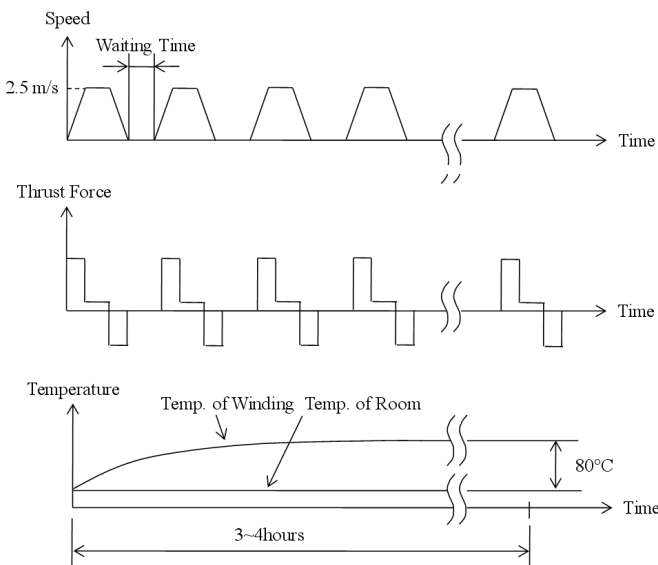 Speed
Waiting Time
2.5 m/s
Time
Thrust Force
Time
Temperature
Temp. of Winding Temp. of Room
80°C
Time
3~4hours